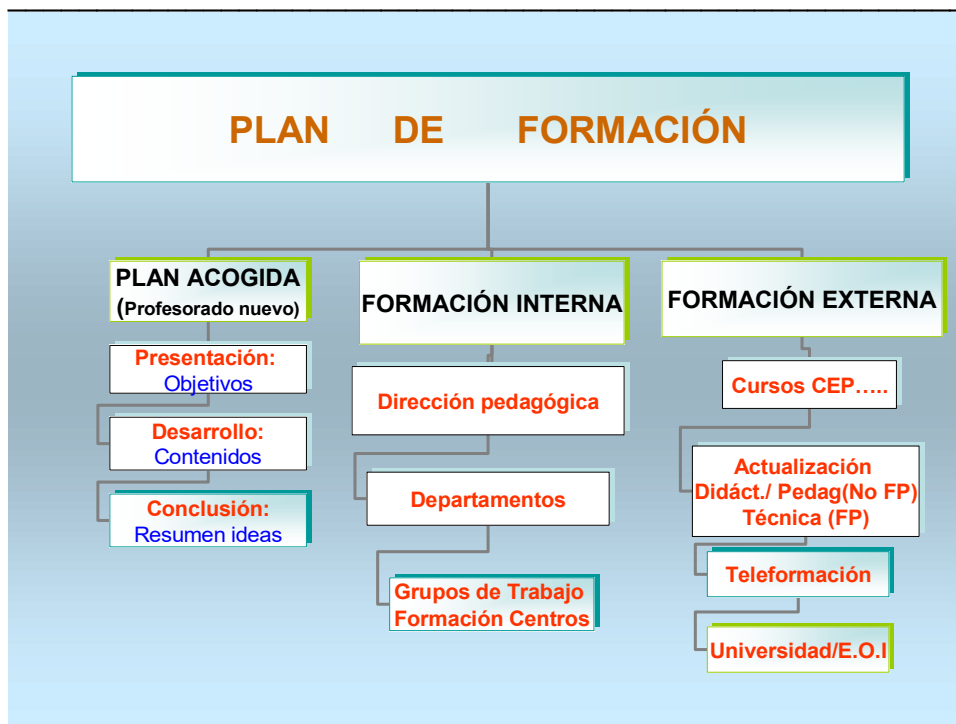 PLAN DE FORMACIÓN
PLAN ACOGIDA
(Profesorado nuevo)
Presentación:
Objetivos
Desarrollo:
Contenidos
Conclusión:
Resumen ideas
FORMACIÓN INTERNA
Dirección pedagógica
Departamentos
Grupos de Trabajo
Formación Centros
FORMACIÓN EXTERNA
Cursos CEP…..
Actualización
Didáct./ Pedag(No FP)
Técnica (FP)
Teleformación
Universidad/E.O.I